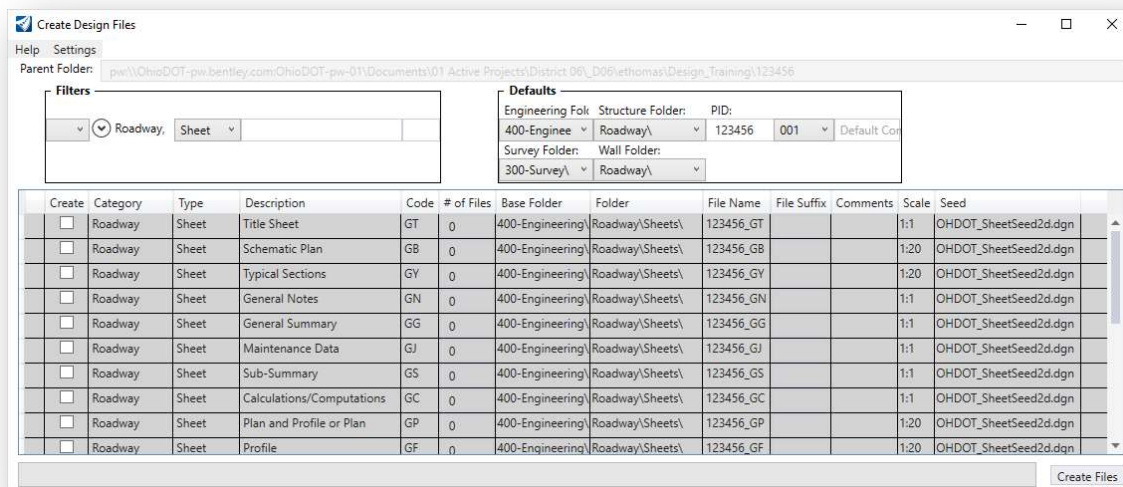 Create Design Files
Help Settings
Parent Folder: pw:\\OhioDOT-pw.bentley.com:OhioDOT-pw-01\Documents\01 Active Projects\District 06\_D06\ethomas\Design_Training\123456
Filters
Roadway, Sheet
Defaults
Engineering Fold Structure Folder: PID:
400-Enginee Roadway\ 123456 001 Default Con
Survey Folder: Wall Folder:
300-Survey\ Roadway\
Create Category Type Description Code # of Files Base Folder Folder File Name File Suffix Comments Scale Seed
Roadway Sheet Title Sheet GT 0 400-Engineering\ Roadway\Sheets\ 123456_GT 1:1 OHDOT_SheetSeed2d.dgn
Roadway Sheet Schematic Plan GB 0 400-Engineering\ Roadway\Sheets\ 123456_GB 1:20 OHDOT_SheetSeed2d.dgn
Roadway Sheet Typical Sections GY 0 400-Engineering\ Roadway\Sheets\ 123456_GY 1:20 OHDOT_SheetSeed2d.dgn
Roadway Sheet General Notes GN 0 400-Engineering\ Roadway\Sheets\ 123456_GN 1:1 OHDOT_SheetSeed2d.dgn
Roadway Sheet General Summary GG 0 400-Engineering\ Roadway\Sheets\ 123456_GG 1:1 OHDOT_SheetSeed2d.dgn
Roadway Sheet Maintenance Data GJ 0 400-Engineering\ Roadway\Sheets\ 123456_GJ 1:1 OHDOT_SheetSeed2d.dgn
Roadway Sheet Sub-Summary GS 0 400-Engineering\ Roadway\Sheets\ 123456_GS 1:1 OHDOT_SheetSeed2d.dgn
Roadway Sheet Calculations/Computations GC 0 400-Engineering\ Roadway\Sheets\ 123456_GC 1:1 OHDOT_SheetSeed2d.dgn
Roadway Sheet Plan and Profile or Plan GP 0 400-Engineering\ Roadway\Sheets\ 123456_GP 1:20 OHDOT_SheetSeed2d.dgn
Roadway Sheet Profile GF 0 400-Engineering\ Roadway\Sheets\ 123456_GF 1:20 OHDOT_SheetSeed2d.dgn
Create Files